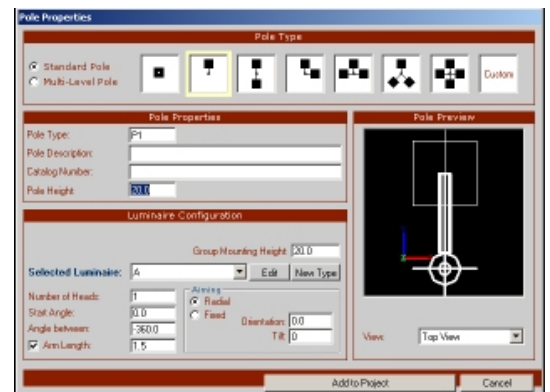 Pole Properties
Pole Type
Standard Pole
Multi-Level Pole
Custom
Pole Properties
Pole Type: P1
Pole Description:
Catalog Number:
Pole Height 20.0
Pole Preview
Luminaire Configuration
Group Mounting Height 20.0
Selected Luminaire: A Edit New Type
Number of Heads: 1
Start Angle: 0.0
Angle between: -360.0
Arm Length: 1.5
Aiming
Radial
Fixed
Orientation: 0.0
Tilt 0
View: Top View
Add to Project Cancel